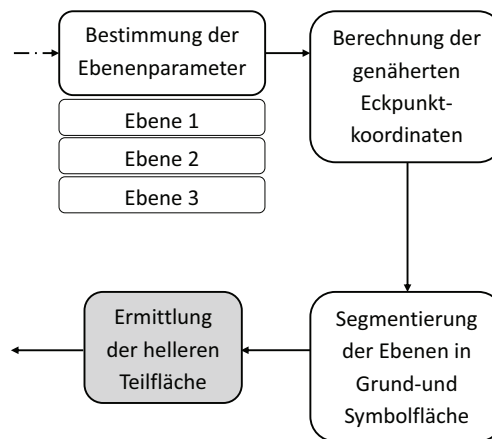 Bestimmung der
Ebenenparameter
Ebene 1
Ebene 2
Ebene 3
Berechnung der
genäherten
Eckpunkt-
koordinaten
Segmentierung
der Ebenen in
Grund-und
Symbolfläche
Ermittlung
der helleren
Teilfläche